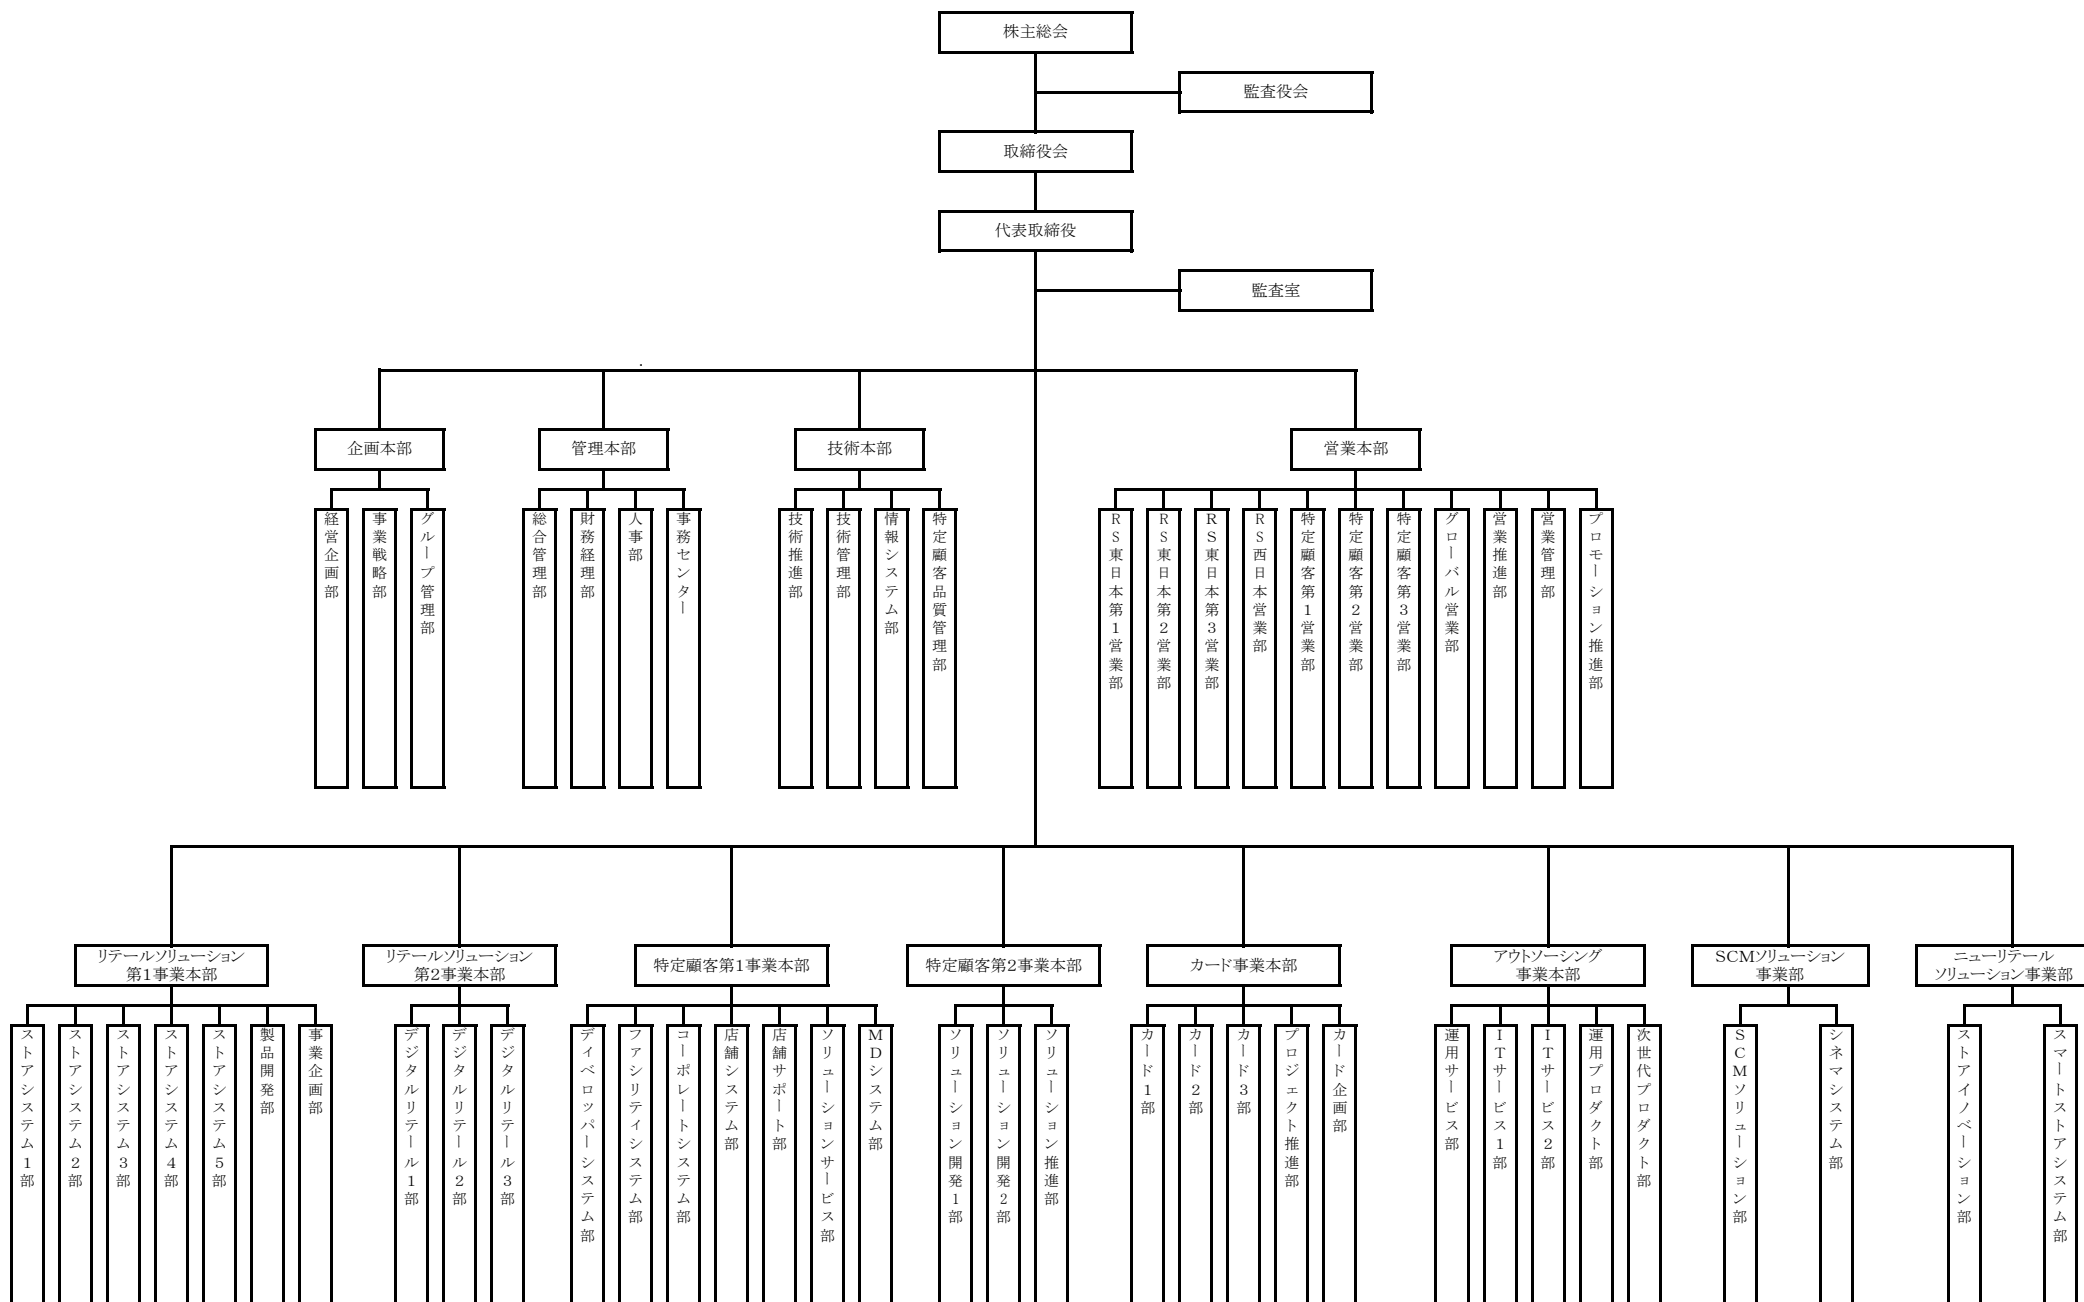 株主総会
監査役会
取締役会
代表取締役
監査室
企画本部
管理本部
技術本部
営業本部
経営企画部
事業戦略部
グループ管理部
総合管理部
財務経理部
人事部
事務センター
技術推進部
技術管理部
情報システム部
特定顧客品質管理部
RS東日本第1営業部
RS東日本第2営業部
RS東日本第3営業部
RS西日本営業部
特定顧客第1営業部
特定顧客第2営業部
特定顧客第3営業部
グローバル営業部
営業推進部
営業管理部
プロモーション推進部
リテールソリューション
第1事業本部
リテールソリューション
第2事業本部
特定顧客第1事業本部
特定顧客第2事業本部
カード事業本部
アウトソーシング
事業本部
SCMソリューション
事業部
ニューリテール
ソリューション事業部
ストアシステム1部
ストアシステム2部
ストアシステム3部
ストアシステム4部
ストアシステム5部
製品開発部
事業企画部
デジタルリテール1部
デジタルリテール2部
デジタルリテール3部
デイベロッパーシステム部
ファシリテイシステム部
コーポレートシステム部
店舗システム部
店舗サポート部
ソリューションサービス部
MDシステム部
ソリューション開発1部
ソリューション開発2部
ソリューション推進部
カード1部
カード2部
カード3部
プロジェクト推進部
カード企画部
運用サービス部
ITサービス1部
ITサービス2部
運用プロダクト部
次世代プロダクト部
SCMソリューション部
シネマシステム部
ストアイノベーション部
スマートストアシステム部